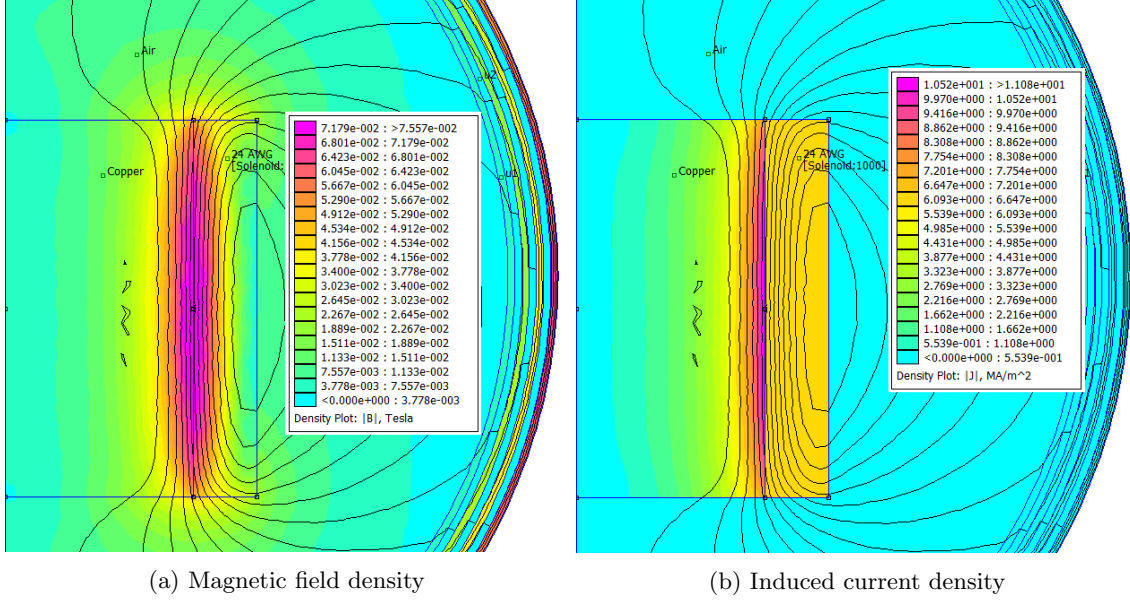 Air
u2
7.179e-002 : >7.557e-002
6.801e-002 : 7.179e-002
6.423e-002 : 6.801e-002
6.045e-002 : 6.423e-002
5.667e-002 : 6.045e-002
5.290e-002 : 5.667e-002
4.912e-002 : 5.290e-002
4.534e-002 : 4.912e-002
4.156e-002 : 4.534e-002
3.778e-002 : 4.156e-002
3.400e-002 : 3.778e-002
3.023e-002 : 3.400e-002
2.645e-002 : 3.023e-002
2.267e-002 : 2.645e-002
1.889e-002 : 2.267e-002
1.511e-002 : 1.889e-002
1.133e-002 : 1.511e-002
7.557e-003 : 1.133e-002
3.778e-003 : 7.557e-003
<0.000e+000 : 3.778e-003
Density Plot: |B|, Tesla
24 AWG
[Solenoid:
Copper
u1
(a) Magnetic field density
Air
1.052e+001 : >1.108e+001
9.970e+000 : 1.052e+001
9.416e+000 : 9.970e+000
8.862e+000 : 9.416e+000
8.308e+000 : 8.862e+000
7.754e+000 : 8.308e+000
7.201e+000 : 7.754e+000
6.647e+000 : 7.201e+000
6.093e+000 : 6.647e+000
5.539e+000 : 6.093e+000
4.985e+000 : 5.539e+000
4.431e+000 : 4.985e+000
3.877e+000 : 4.431e+000
3.323e+000 : 3.877e+000
2.769e+000 : 3.323e+000
2.216e+000 : 2.769e+000
1.662e+000 : 2.216e+000
1.108e+000 : 1.662e+000
5.539e-001 : 1.108e+000
<0.000e+000 : 5.539e-001
Density Plot: |J|, MA/m^2
24 AWG
[Solenoid:1000]
Copper
(b) Induced current density